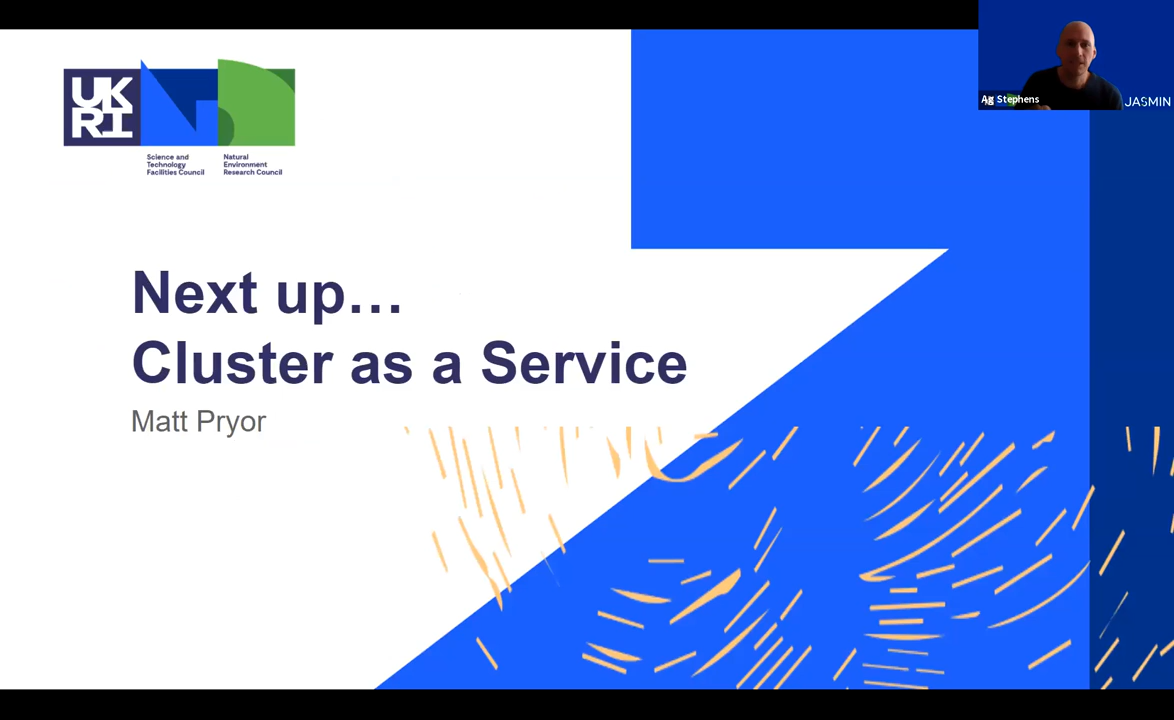 UK
RI
Science and
Technology
Facilities Council
Natural
Environment
Research Council
Ag Stephens
JASMIN
Next up…
Cluster as a Service
Matt Pryor